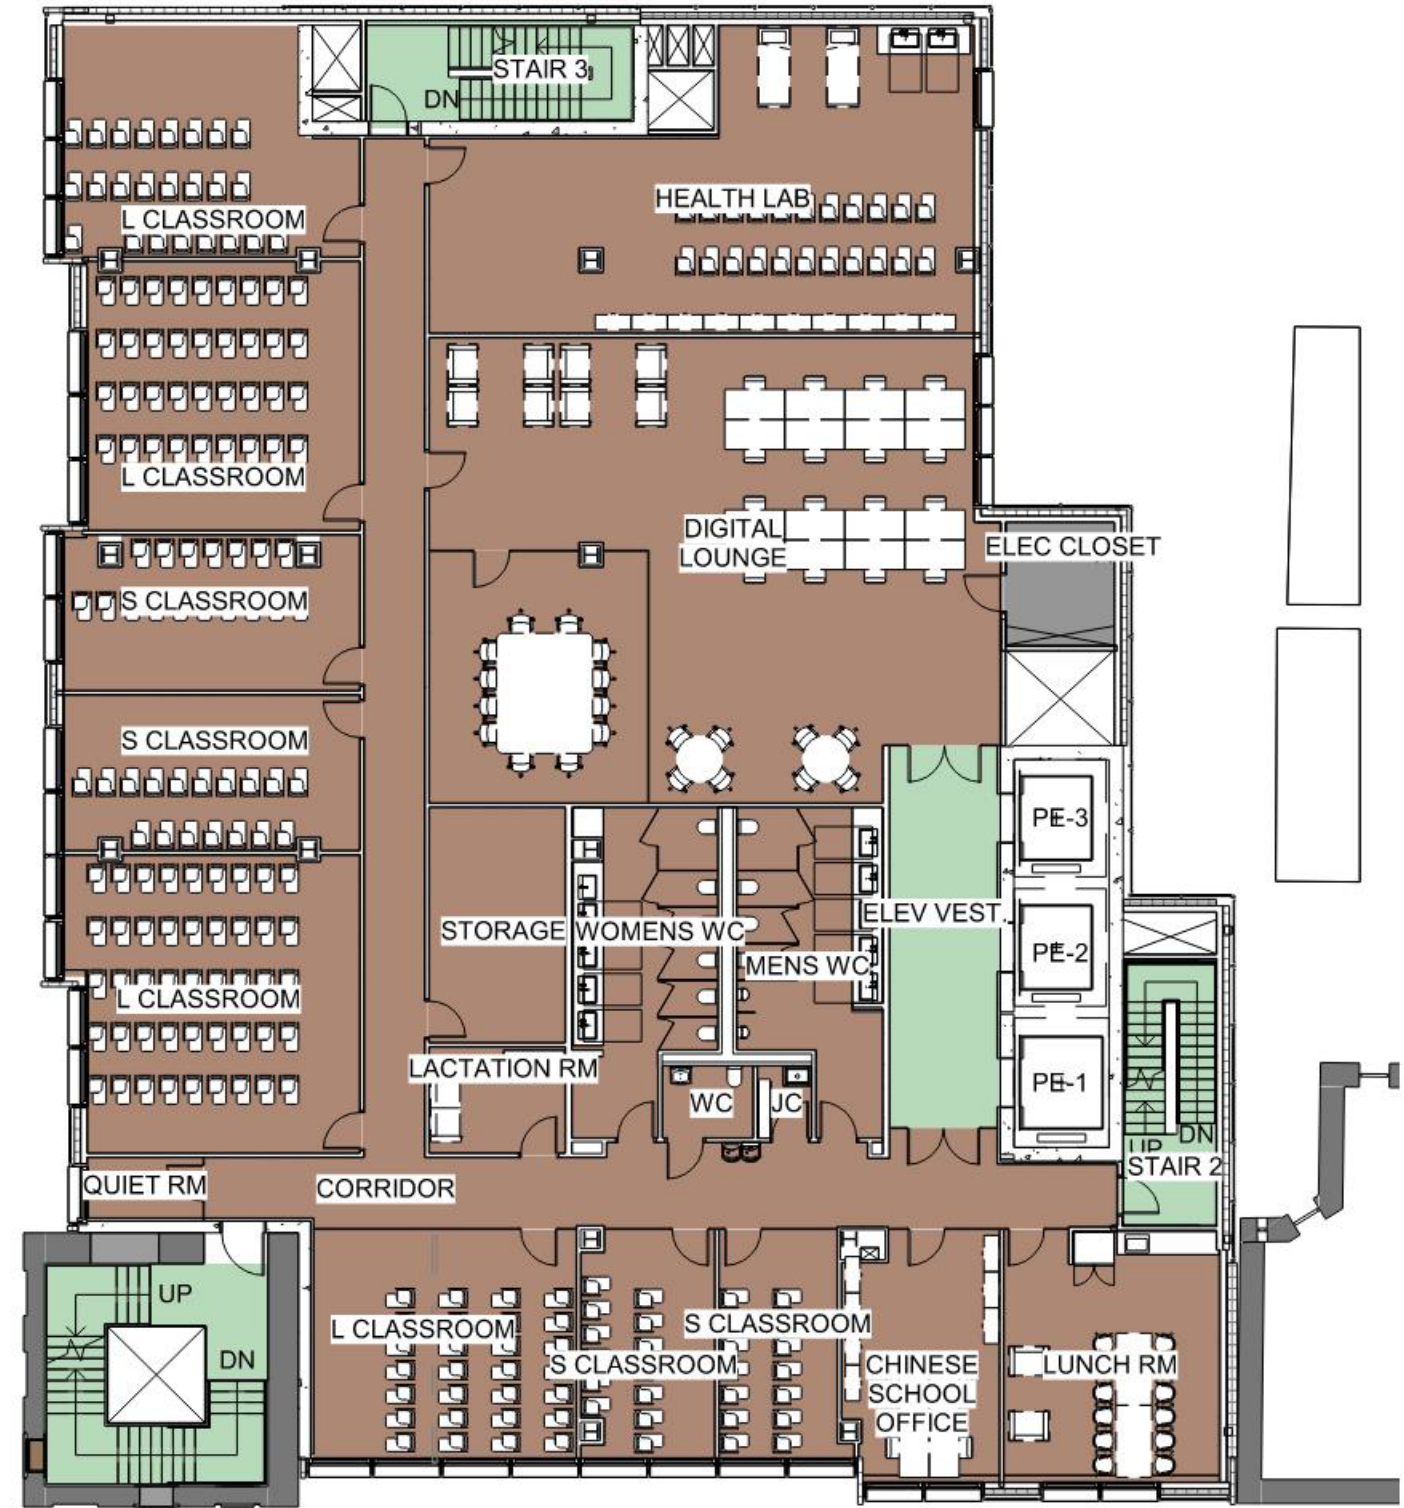 STAIR 3
DN
HEALTH LAB
L CLASSROOM
L CLASSROOM
DIGITAL
LOUNGE
ELEC CLOSET
S CLASSROOM
S CLASSROOM
PE-3
STORAGE
WOMENS WC
ELEV VEST.
MENS WC
PE-2
L CLASSROOM
LACTATION RM
WC
JC
PE-1
UP
DN
STAIR 2
QUIET RM
CORRIDOR
UP
DN
L CLASSROOM
S CLASSROOM
S CLASSROOM
CHINESE
SCHOOL
OFFICE
LUNCH RM